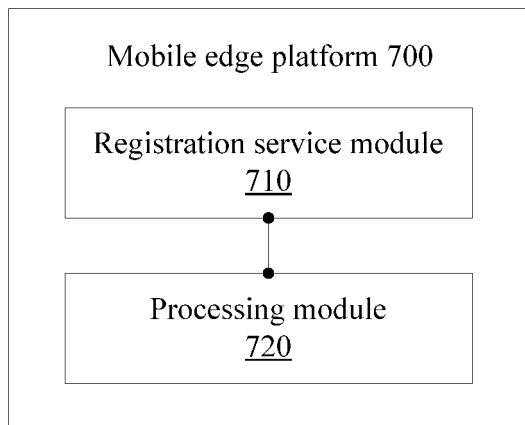 Mobile edge platform 700
Registration service module
710
Processing module
720